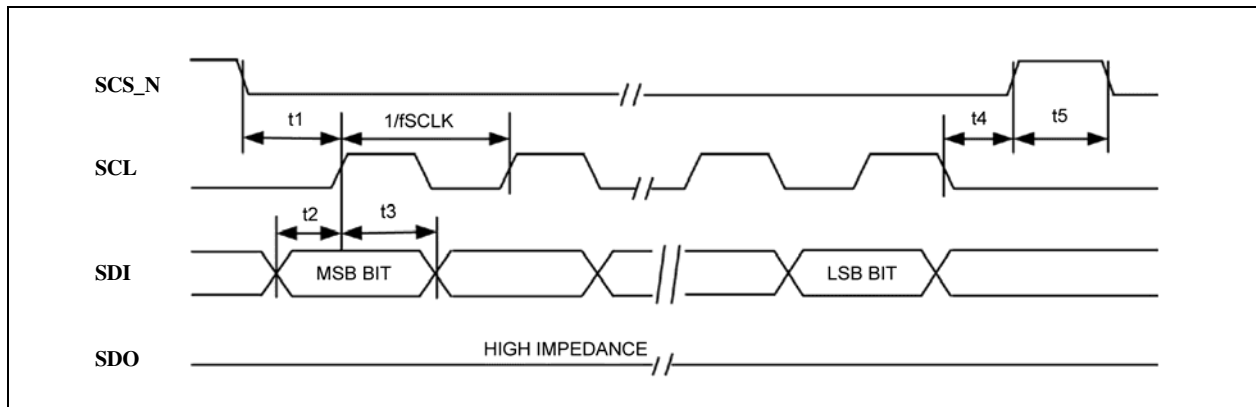 SCS_N
t1
1/fSCLK
t4
t5
SCL
t2
t3
SDI
MSB BIT
LSB BIT
SDO
HIGH IMPEDANCE